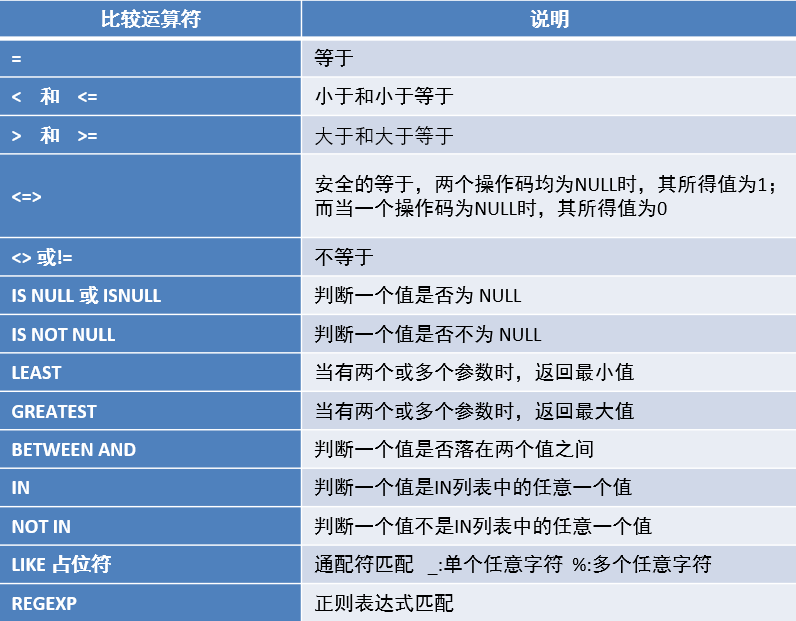 比较运算符 说明
= 等于
< 和 <= 小于和小于等于
> 和 >= 大于和大于等于
<=> 安全的等于，两个操作码均为NULL时，其所得值为1；
而当一个操作码为NULL时，其所得值为0
<> 或!= 不等于
IS NULL 或 ISNULL 判断一个值是否为 NULL
IS NOT NULL 判断一个值是否不为 NULL
LEAST 当有两个或多个参数时，返回最小值
GREATEST 当有两个或多个参数时，返回最大值
BETWEEN AND 判断一个值是否落在两个值之间
IN 判断一个值是IN列表中的任意一个值
NOT IN 判断一个值不是IN列表中的任意一个值
LIKE 占位符 通配符匹配 _:单个任意字符 %:多个任意字符
REGEXP 正则表达式匹配